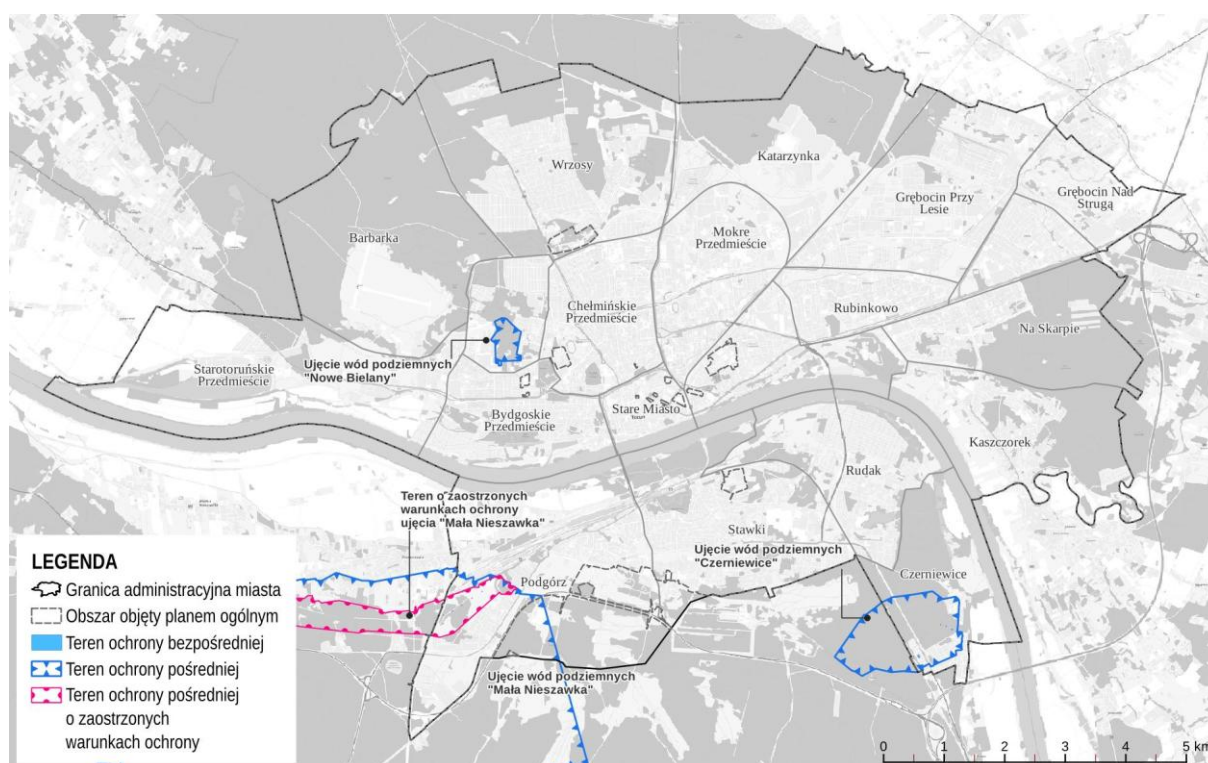 Wrzosy
Katarzynka
Grębocin Przy
Lesie
Grębocin Nad
Strugą
Barbarka
Mokre
Przedmieście
Chełmińskie
Przedmieście
Rubinkowo
Na Skarpie
Starotoruńskie
Przedmieście
Ujęcie wód podziemnych
"Nowe Bielany"
Bydgoskie
Przedmieście
Stare Miasto
Toruń
Kaszczorek
Rudak
Teren o zaostrzonych
warunkach ochrony
ujęcia "Mała Nieszawka"
Stawki
Ujęcie wód podziemnych
"Czerniewice"
Podgórz
Czerniewice
Ujęcie wód podziemnych
"Mała Nieszawka"
LEGENDA
Granica administracyjna miasta
Obszar objęty planem ogólnym
Teren ochrony bezpośredniej
Teren ochrony pośredniej
Teren ochrony pośredniej
o zaostrzonych
warunkach ochrony
0 1 2 3 4 5 km